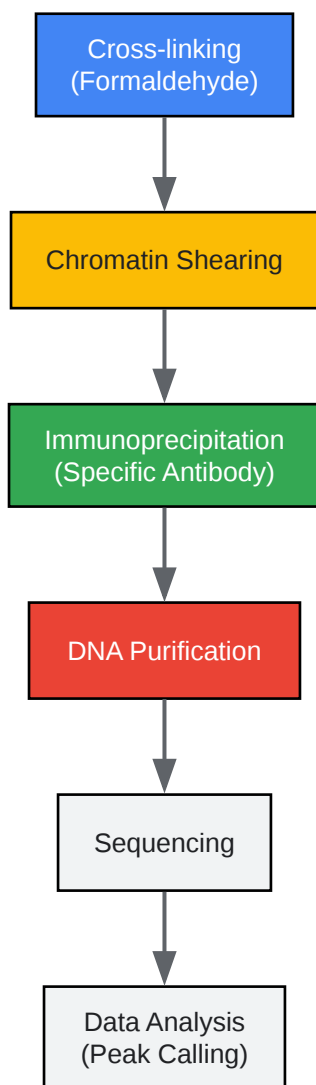 Cross-linking
(Formaldehyde)
Chromatin Shearing
Immunoprecipitation
(Specific Antibody)
DNA Purification
Sequencing
Data Analysis
(Peak Calling)